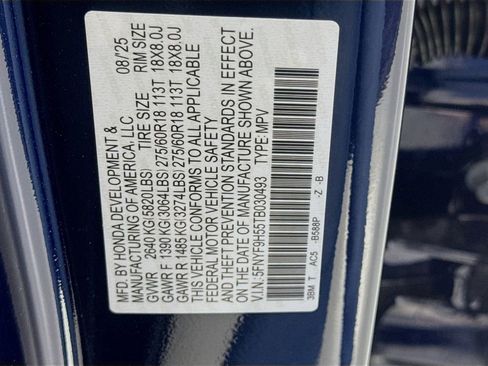 MFD. BY HONDA DEVELOPMENT & 08/25
MANUFACTURING OF AMERICA, LLC
TIRE SIZE RIM SIZE
GVWR 2640 KG(5820LBS)
GAWR F 1390 KG(3064LBS) 275/60R18 113T 18X8.0J
GAWR R 1485 KG(3274LBS) 275/60R18 113T 18X8.0J
THIS VEHICLE CONFORMS TO ALL APPLICABLE
FEDERAL MOTOR VEHICLE SAFETY
AND THEFT PREVENTION STANDARDS IN EFFECT
ON THE DATE OF MANUFACTURE SHOWN ABOVE.
V.I.N.: 5FNYF9H55TB030493 TYPE: MPV
3BM T AC5 -B588P -Z -B